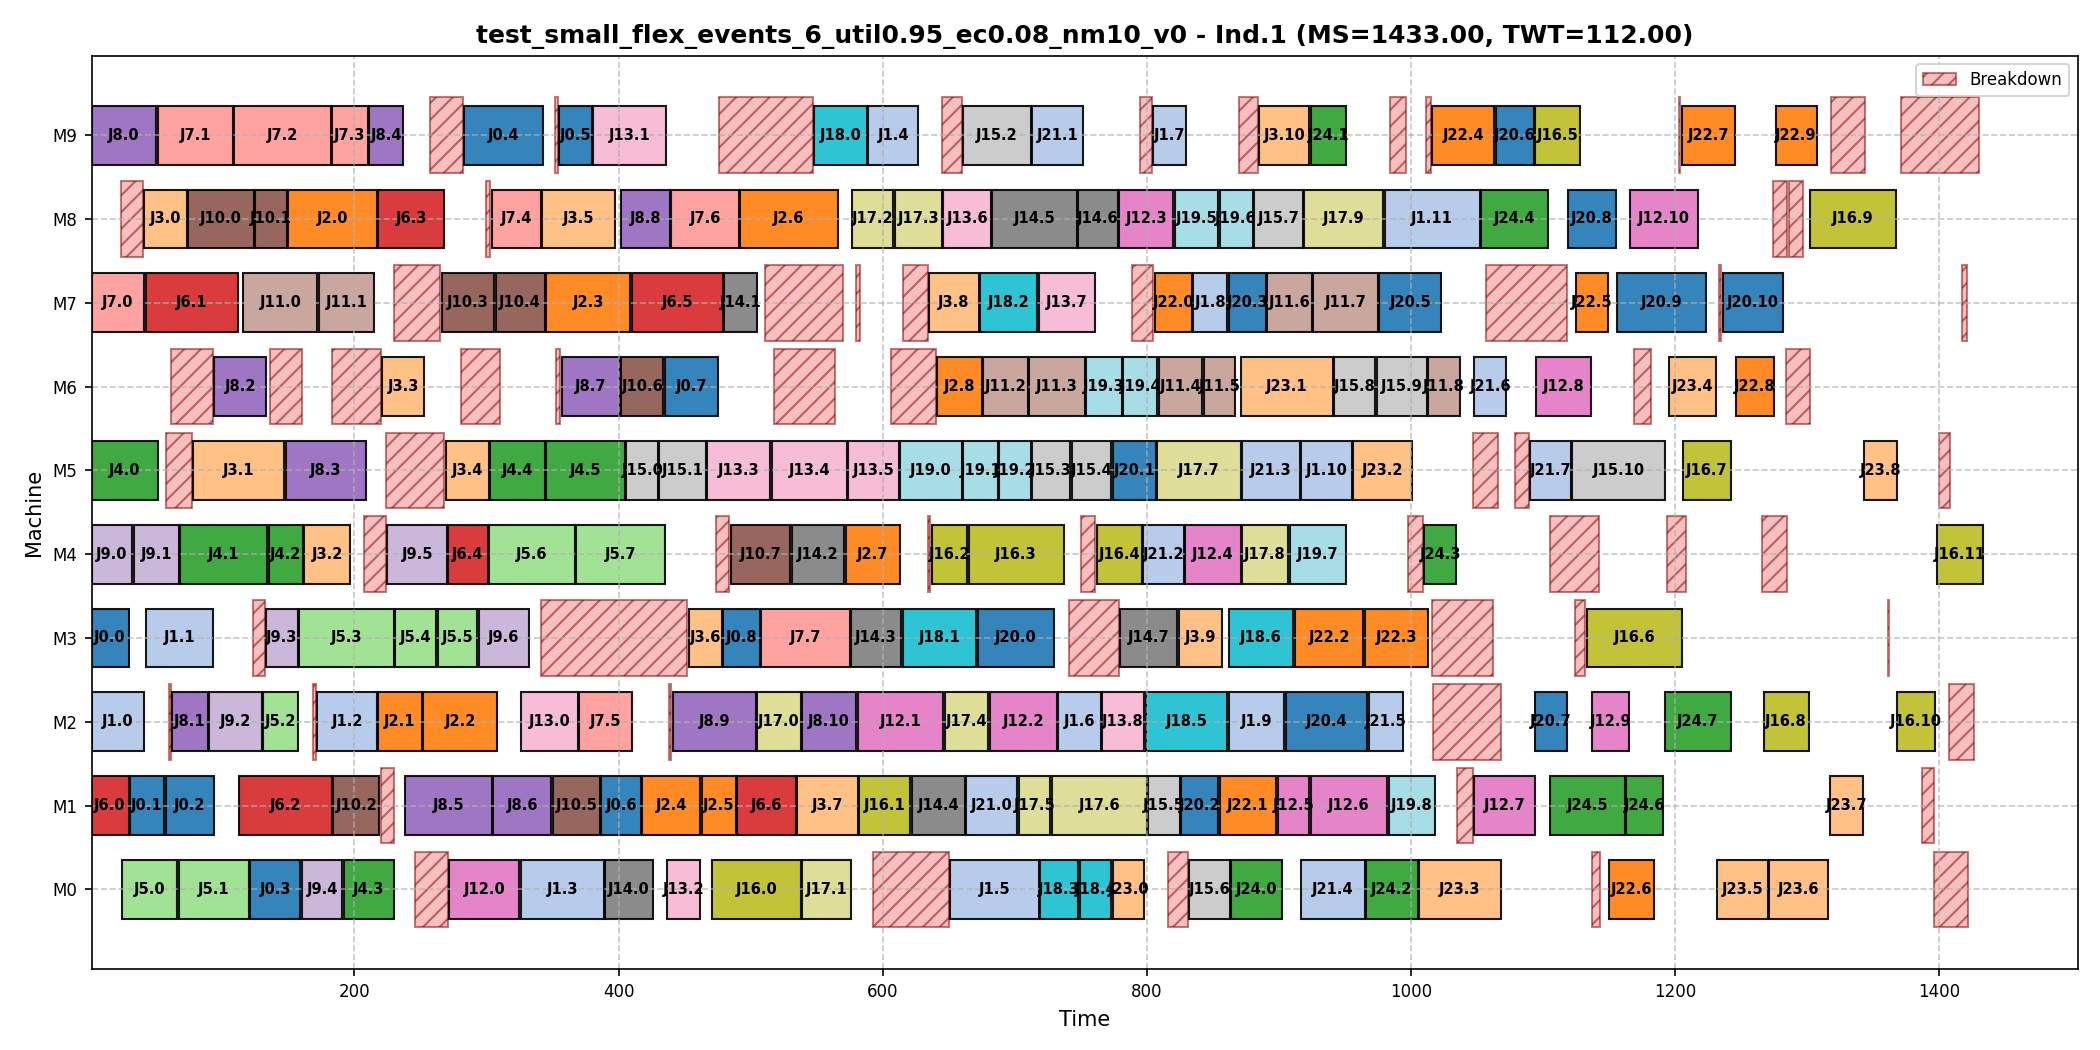 test_small_flex_events_6_util0.95_ec0.08_nm10_v0 - Ind.1 (MS=1433.00, TWT=112.00)
Breakdown
M9 J8.0 J7.1 J7.2 J7.3 J8.4 J0.4 J0.5 J13.1 J18.0 J1.4 J15.2 J21.1 J1.7 J3.10 J24.1 J22.4 J20.6 J16.5 J22.7 J22.9
M8 J3.0 J10.0 J10.1 J2.0 J6.3 J7.4 J3.5 J8.8 J7.6 J2.6 J17.2 J17.3 J13.6 J14.5 J14.6 J12.3 J19.5 J19.6 J15.7 J17.9 J1.11 J24.4 J20.8 J12.10 J16.9
M7 J7.0 J6.1 J11.0 J11.1 J10.3 J10.4 J2.3 J6.5 J14.1 J3.8 J18.2 J13.7 J22.0 J1.8 J20.3 J11.6 J11.7 J20.5 J22.5 J20.9 J20.10
M6 J8.2 J3.3 J8.7 J10.6 J0.7 J2.8 J11.2 J11.3 J19.3 J19.4 J11.4 J11.5 J23.1 J15.8 J15.9 J11.8 J21.6 J12.8 J23.4 J22.8
M5 J4.0 J3.1 J8.3 J3.4 J4.4 J4.5 J15.0 J15.1 J13.3 J13.4 J13.5 J19.0 J19.1 J19.2 J15.3 J15.4 J20.1 J17.7 J21.3 J1.10 J23.2 J21.7 J15.10 J16.7 J23.8
M4 J9.0 J9.1 J4.1 J4.2 J3.2 J9.5 J6.4 J5.6 J5.7 J10.7 J14.2 J2.7 J16.2 J16.3 J16.4 J21.2 J12.4 J17.8 J19.7 J24.3 J16.11
M3 J0.0 J1.1 J9.3 J5.3 J5.4 J5.5 J9.6 J3.6 J0.8 J7.7 J14.3 J18.1 J20.0 J14.7 J3.9 J18.6 J22.2 J22.3 J16.6
M2 J1.0 J8.1 J9.2 J5.2 J1.2 J2.1 J2.2 J13.0 J7.5 J8.9 J17.0 J8.10 J12.1 J17.4 J12.2 J1.6 J13.8 J18.5 J1.9 J20.4 J21.5 J20.7 J12.9 J24.7 J16.8 J16.10
M1 J6.0 J0.1 J0.2 J6.2 J10.2 J8.5 J8.6 J10.5 J0.6 J2.4 J2.5 J6.6 J3.7 J16.1 J14.4 J21.0 J17.5 J17.6 J15.5 J20.2 J22.1 J12.5 J12.6 J19.8 J12.7 J24.5 J24.6 J23.7
M0 J5.0 J5.1 J0.3 J9.4 J4.3 J12.0 J1.3 J14.0 J13.2 J16.0 J17.1 J1.5 J18.3 J18.4 J23.0 J15.6 J24.0 J21.4 J24.2 J23.3 J22.6 J23.5 J23.6
Machine
200 400 600 800 1000 1200 1400
Time